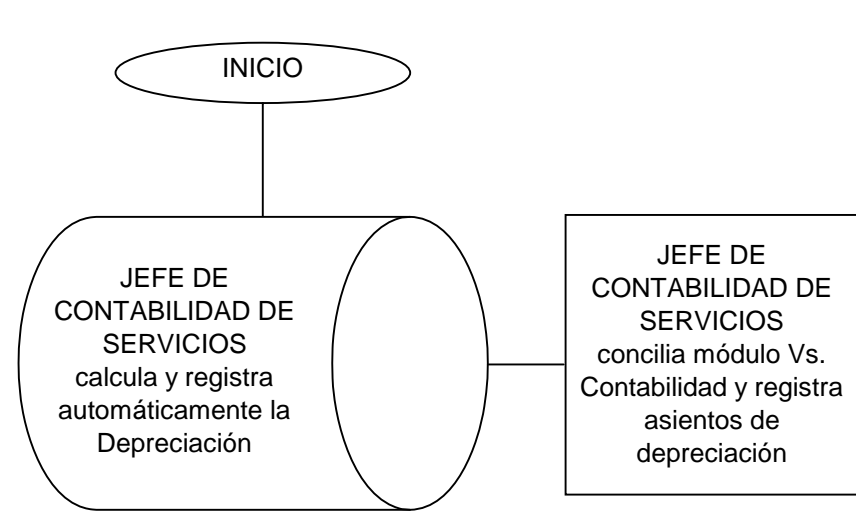 INICIO
JEFE DE
CONTABILIDAD DE
SERVICIOS
calcula y registra
automáticamente la
Depreciación
JEFE DE
CONTABILIDAD DE
SERVICIOS
concilia módulo Vs.
Contabilidad y registra
asientos de
depreciación